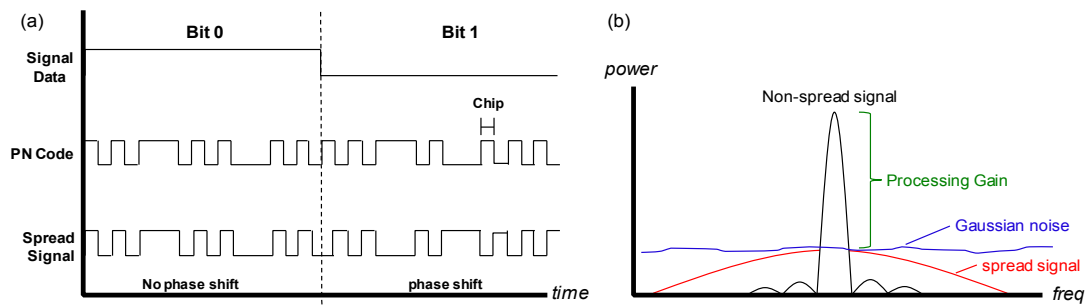 (a)
Bit 0
Bit 1
Signal
Data
Chip
PN Code
Spread
Signal
No phase shift
phase shift
time
(b)
power
Non-spread signal
Processing Gain
Gaussian noise
spread signal
freq